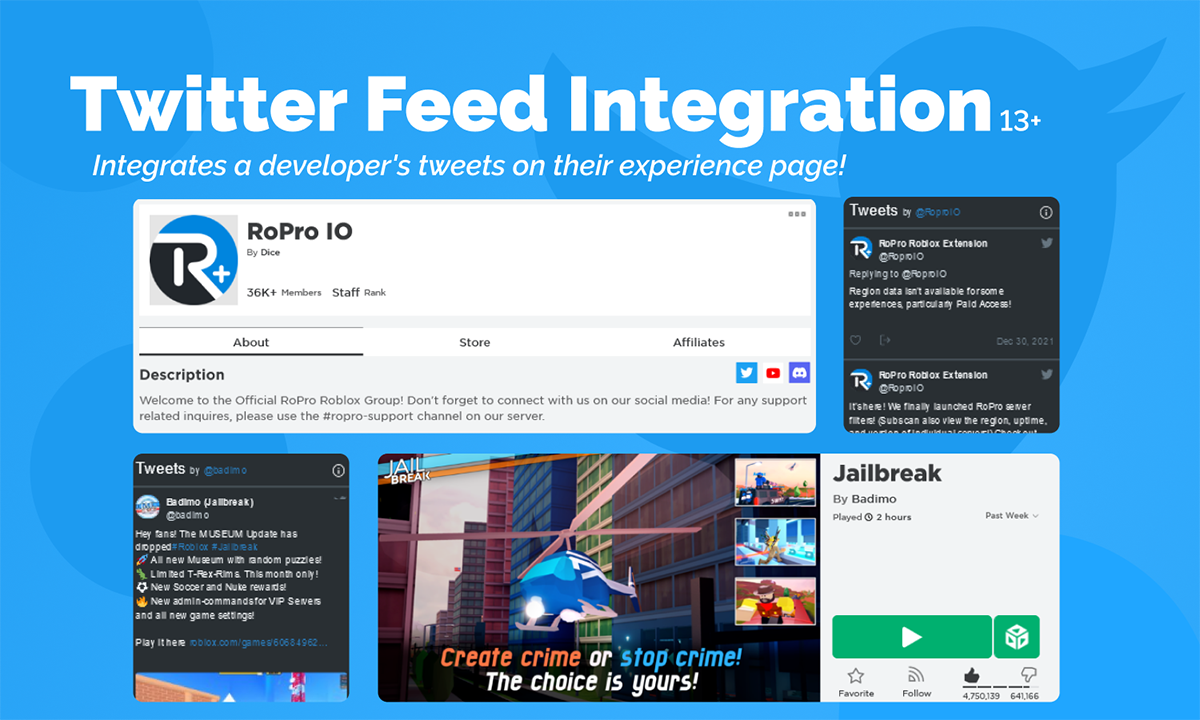 Twitter Feed Integration 13+
Integrates a developer's tweets on their experience page!
RoPro IO
By Dice
36K+ Members Staff Rank
About Store Affiliates
Description
Welcome to the Official RoPro Roblox Group! Don't forget to connect with us on our social media! For any support
related inquires, please use the #ropro-support channel on our server.
Tweets by @RoproIO
RoPro Roblox Extension
@RoproIO
Replying to @RoproIO
Region data isn't available for some
experiences, particularly Paid Access!
Dec 30, 2021
RoPro Roblox Extension
@RoproIO
It's here! We finally launched RoPro server
filters! (Subs can also view the region, uptime,
and version of individual servers!) Check out
Tweets by @badimo
Badimo (Jailbreak)
@badimo
Hey fans! The MUSEUM Update has
dropped #Roblox #Jailbreak
🚀 All new Museum with random puzzles!
🦖 Limited T-Rex-Rims. This month only!
⚽ New Soccer and Nuke rewards!
🔥 New admin-commands for VIP Servers
and all new game settings!
Play it here roblox.com/games/60684962…
JAIL
BREAK
Create crime or stop crime!
The choice is yours!
Jailbreak
By Badimo
Played 2 hours Past Week
Favorite Follow 4,750,139 641,166